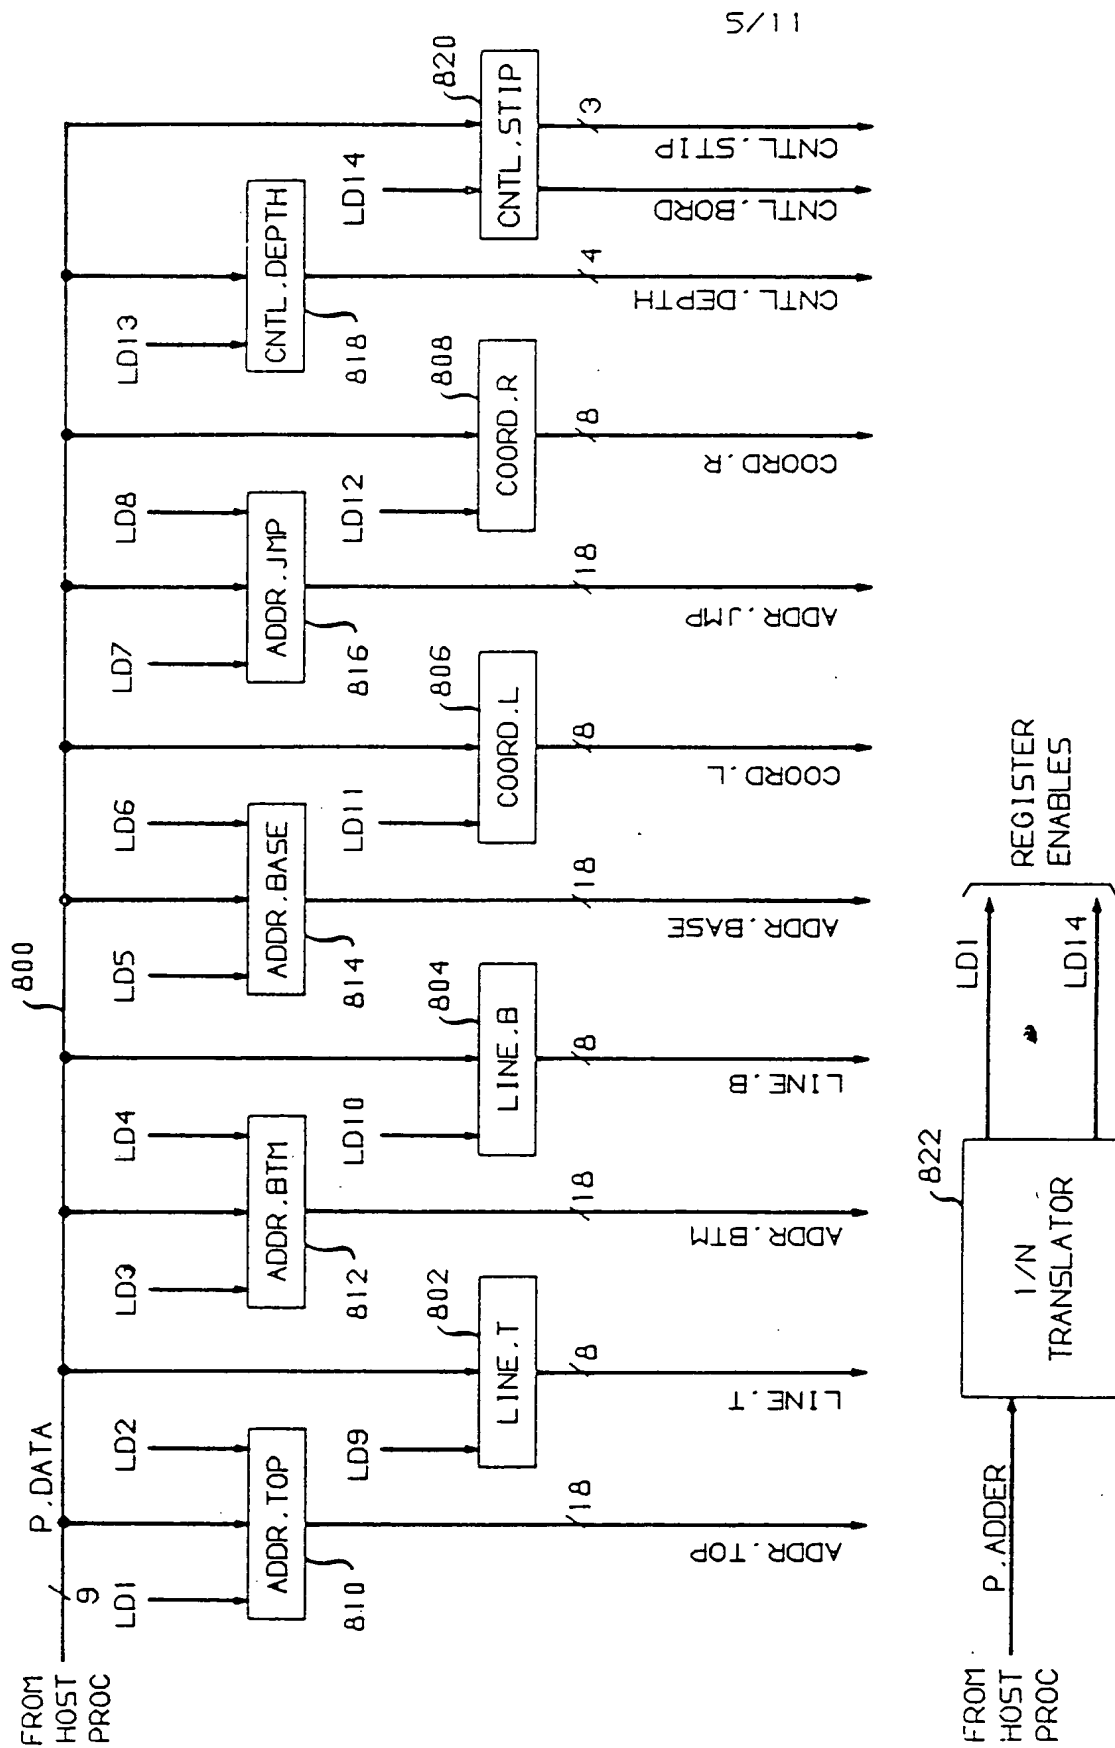 11/5
FROM
HOST
PROC
9
P.DATA
800
LD1
LD2
LD3
LD4
LD5
LD6
LD7
LD8
LD13
ADDR.TOP
ADDR.BTM
ADDR.BASE
ADDR.JMP
CNTL.DEPTH
810
812
814
816
818
LD9
LD10
LD11
LD12
LD14
802
804
806
808
820
LINE.T
LINE.B
COORD.L
COORD.R
CNTL.STIP
18
8
18
8
18
8
18
8
4
3
ADDR.TOP
LINE.T
ADDR.BTM
LINE.B
ADDR.BASE
COORD.L
ADDR.JMP
COORD.R
CNTL.DEPTH
CNTL.BORD
CNTL.STIP
FROM
HOST
PROC
P.ADDER
822
1/N
TRANSLATOR
LD1
LD14
REGISTER
ENABLES